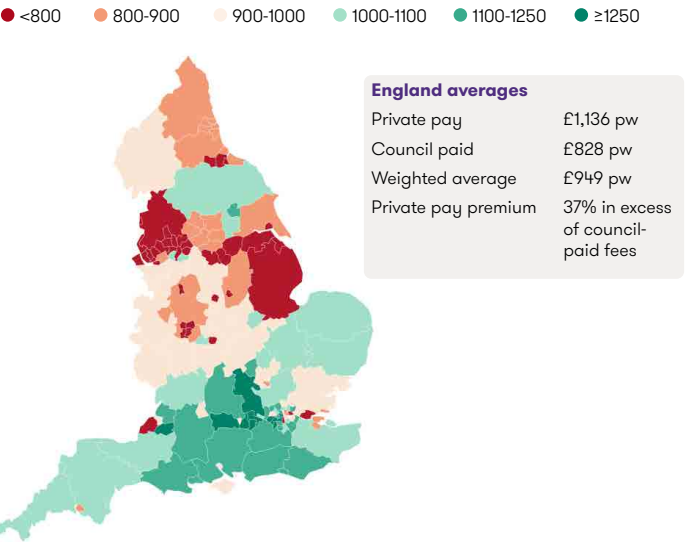 <800 800-900 900-1000 1000-1100 1100-1250 ≥1250
England averages
Private pay £1,136 pw
Council paid £828 pw
Weighted average £949 pw
Private pay premium 37% in excess
of council-
paid fees